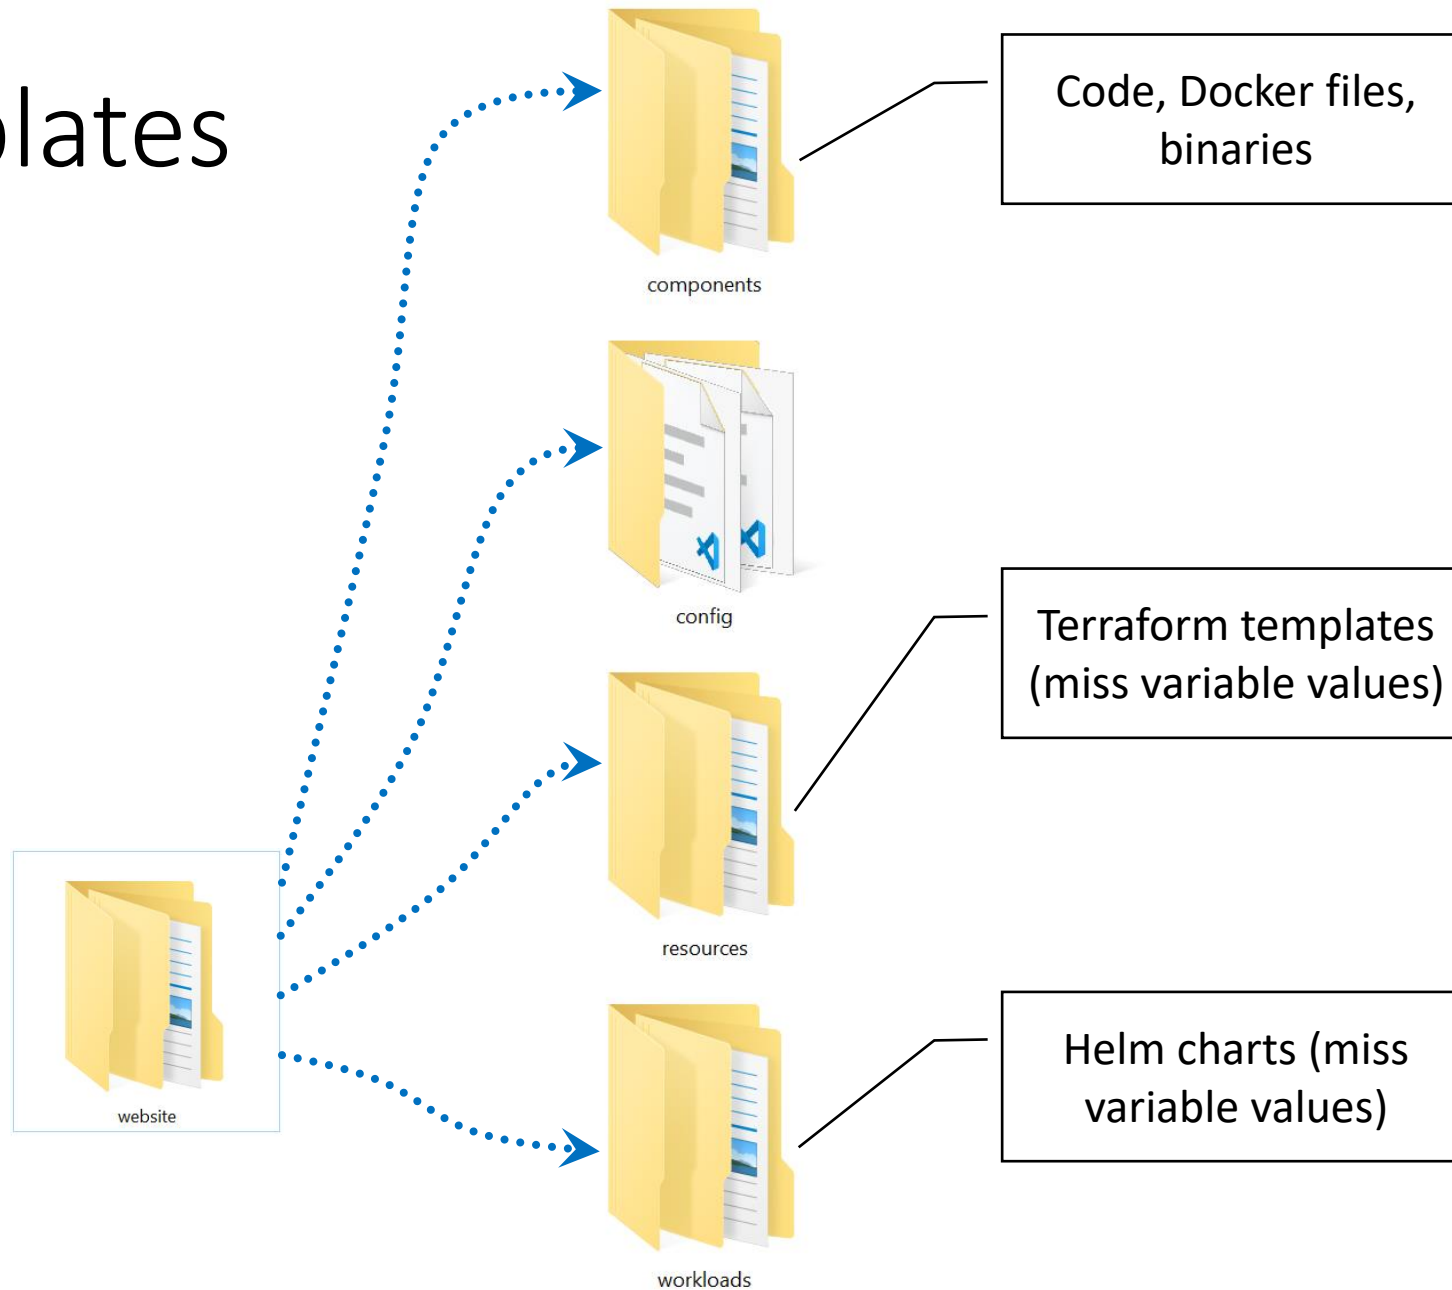 plates
Code, Docker files,
binaries
components
config
Terraform templates
(miss variable values)
resources
Helm charts (miss
variable values)
website
workloads